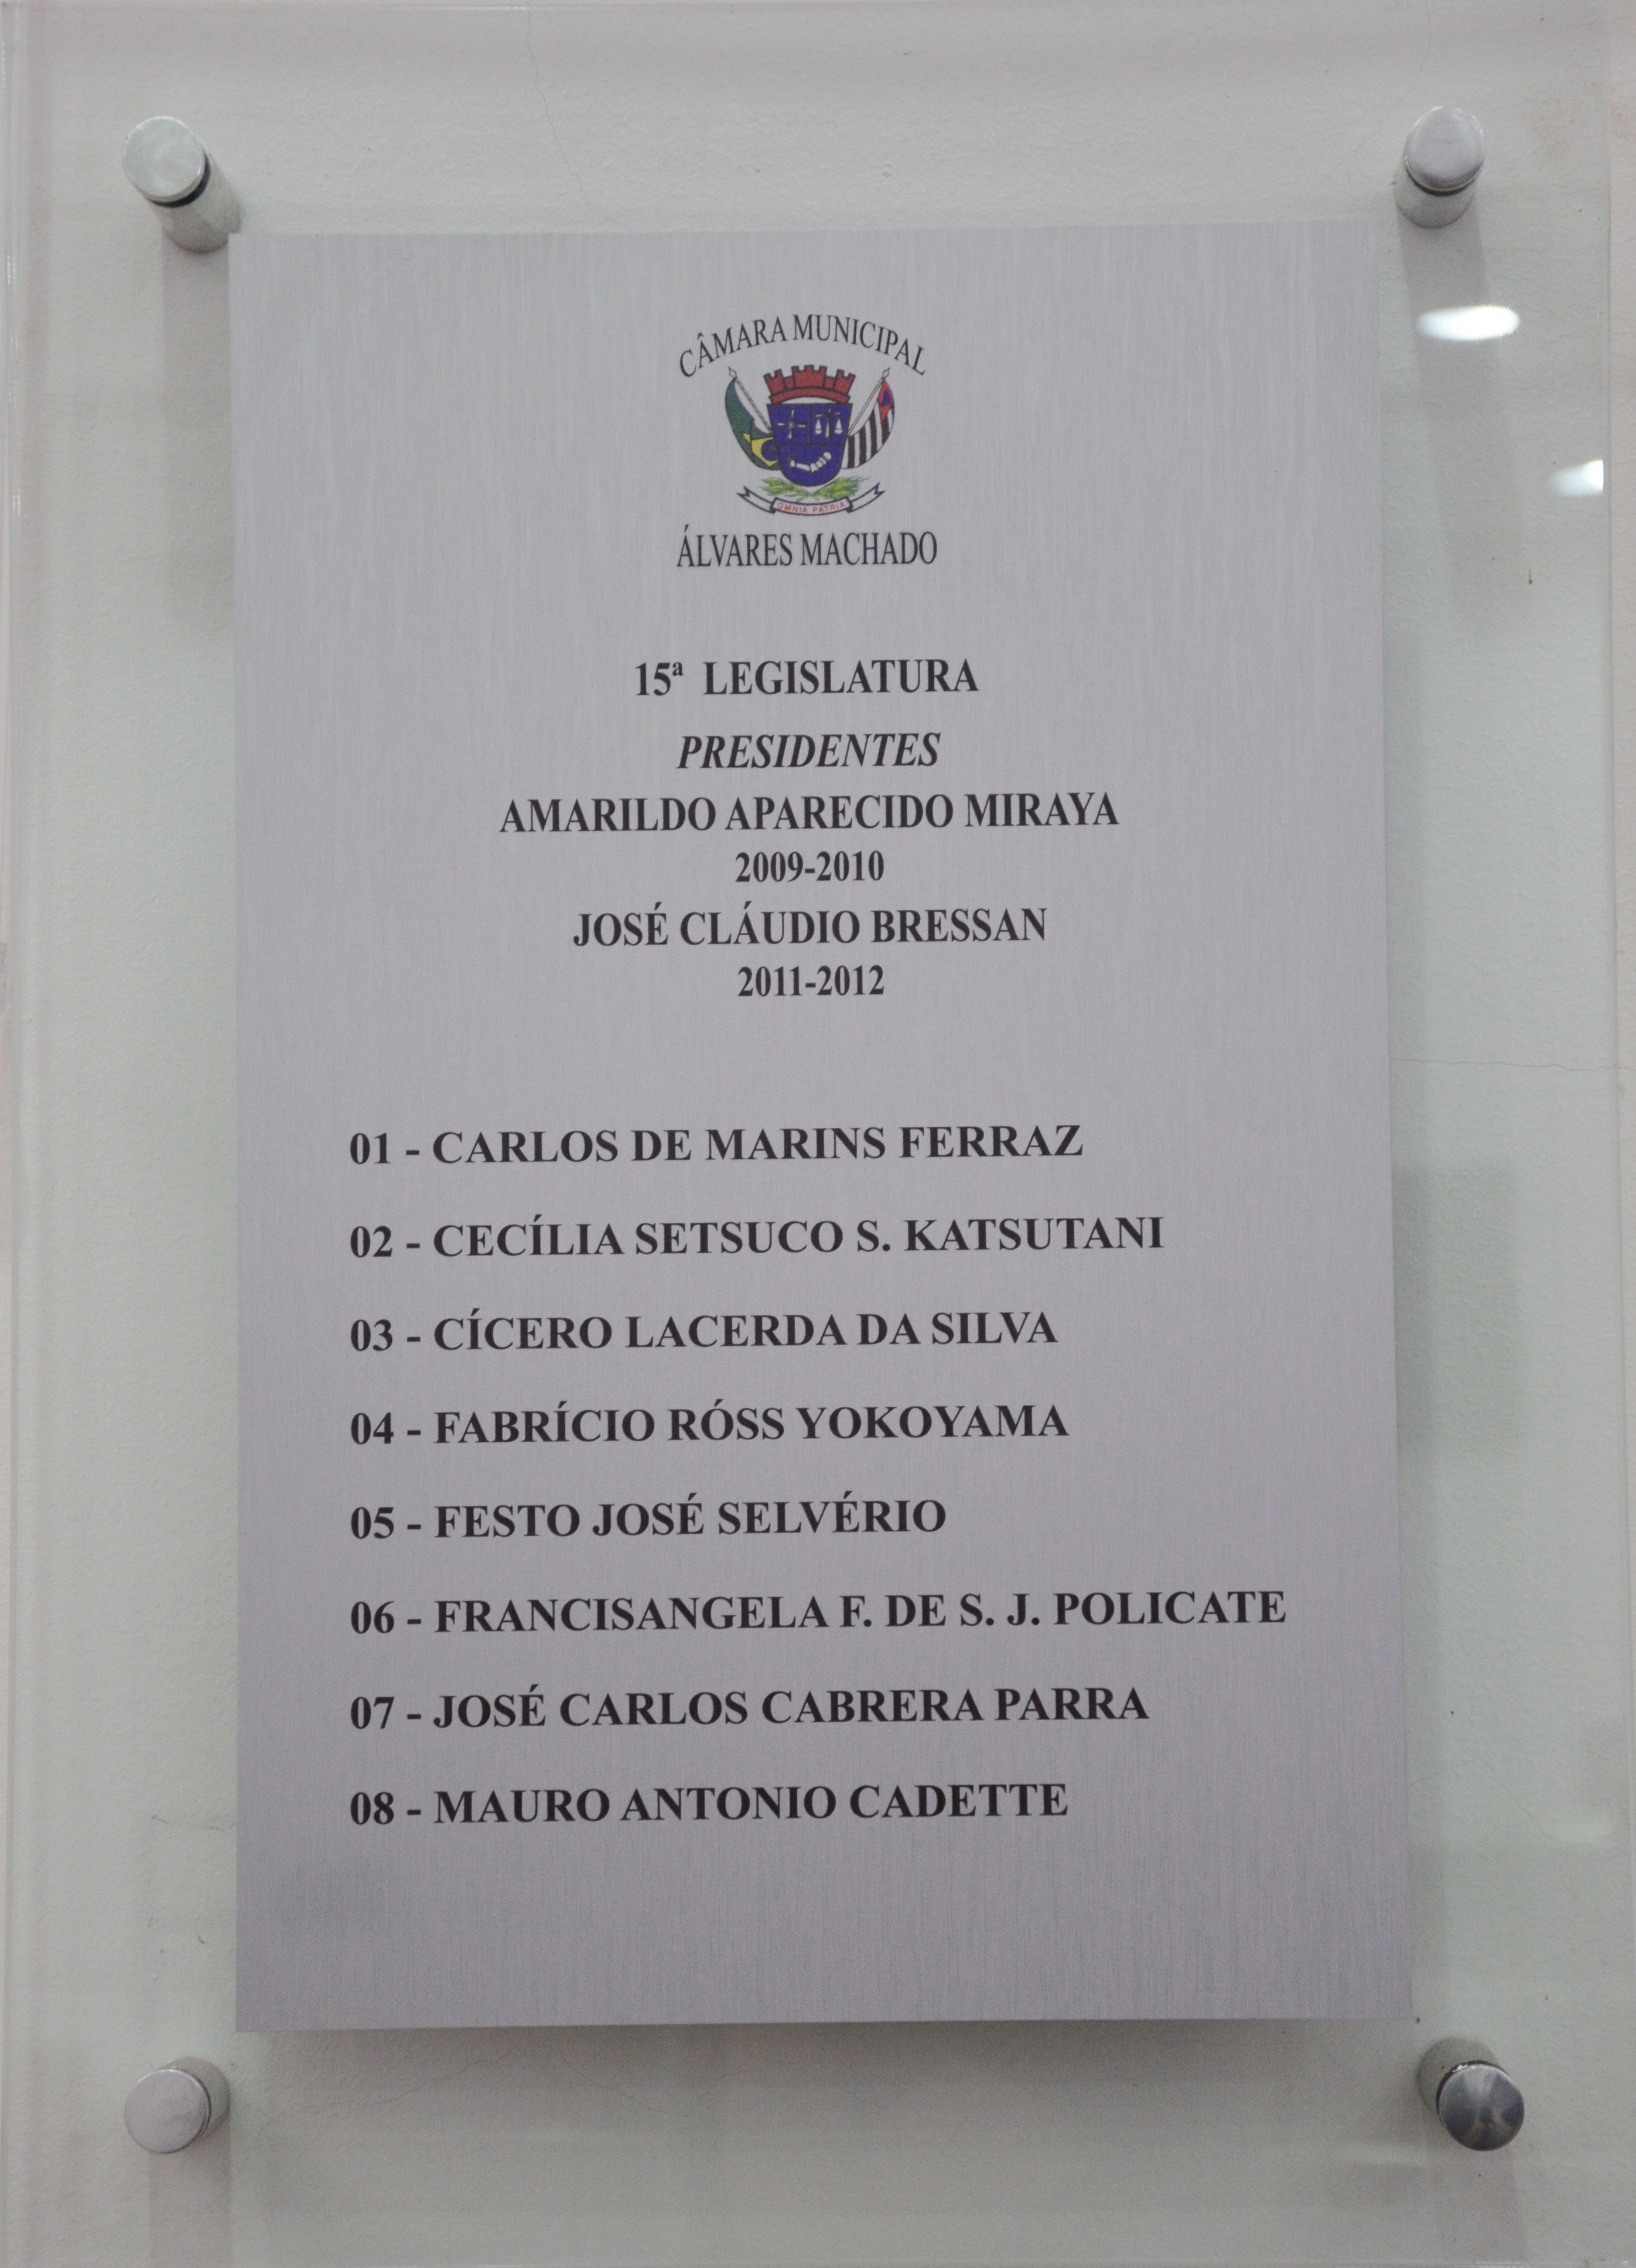 CÂMARA MUNICIPAL
OMNIA PATRIA
ÁLVARES MACHADO
15ª LEGISLATURA
PRESIDENTES
AMARILDO APARECIDO MIRAYA
2009-2010
JOSÉ CLÁUDIO BRESSAN
2011-2012
01 - CARLOS DE MARINS FERRAZ
02 - CECÍLIA SETSUCO S. KATSUTANI
03 - CÍCERO LACERDA DA SILVA
04 - FABRÍCIO RÓSS YOKOYAMA
05 - FESTO JOSÉ SELVÉRIO
06 - FRANCISANGELA F. DE S. J. POLICATE
07 - JOSÉ CARLOS CABRERA PARRA
08 - MAURO ANTONIO CADETTE